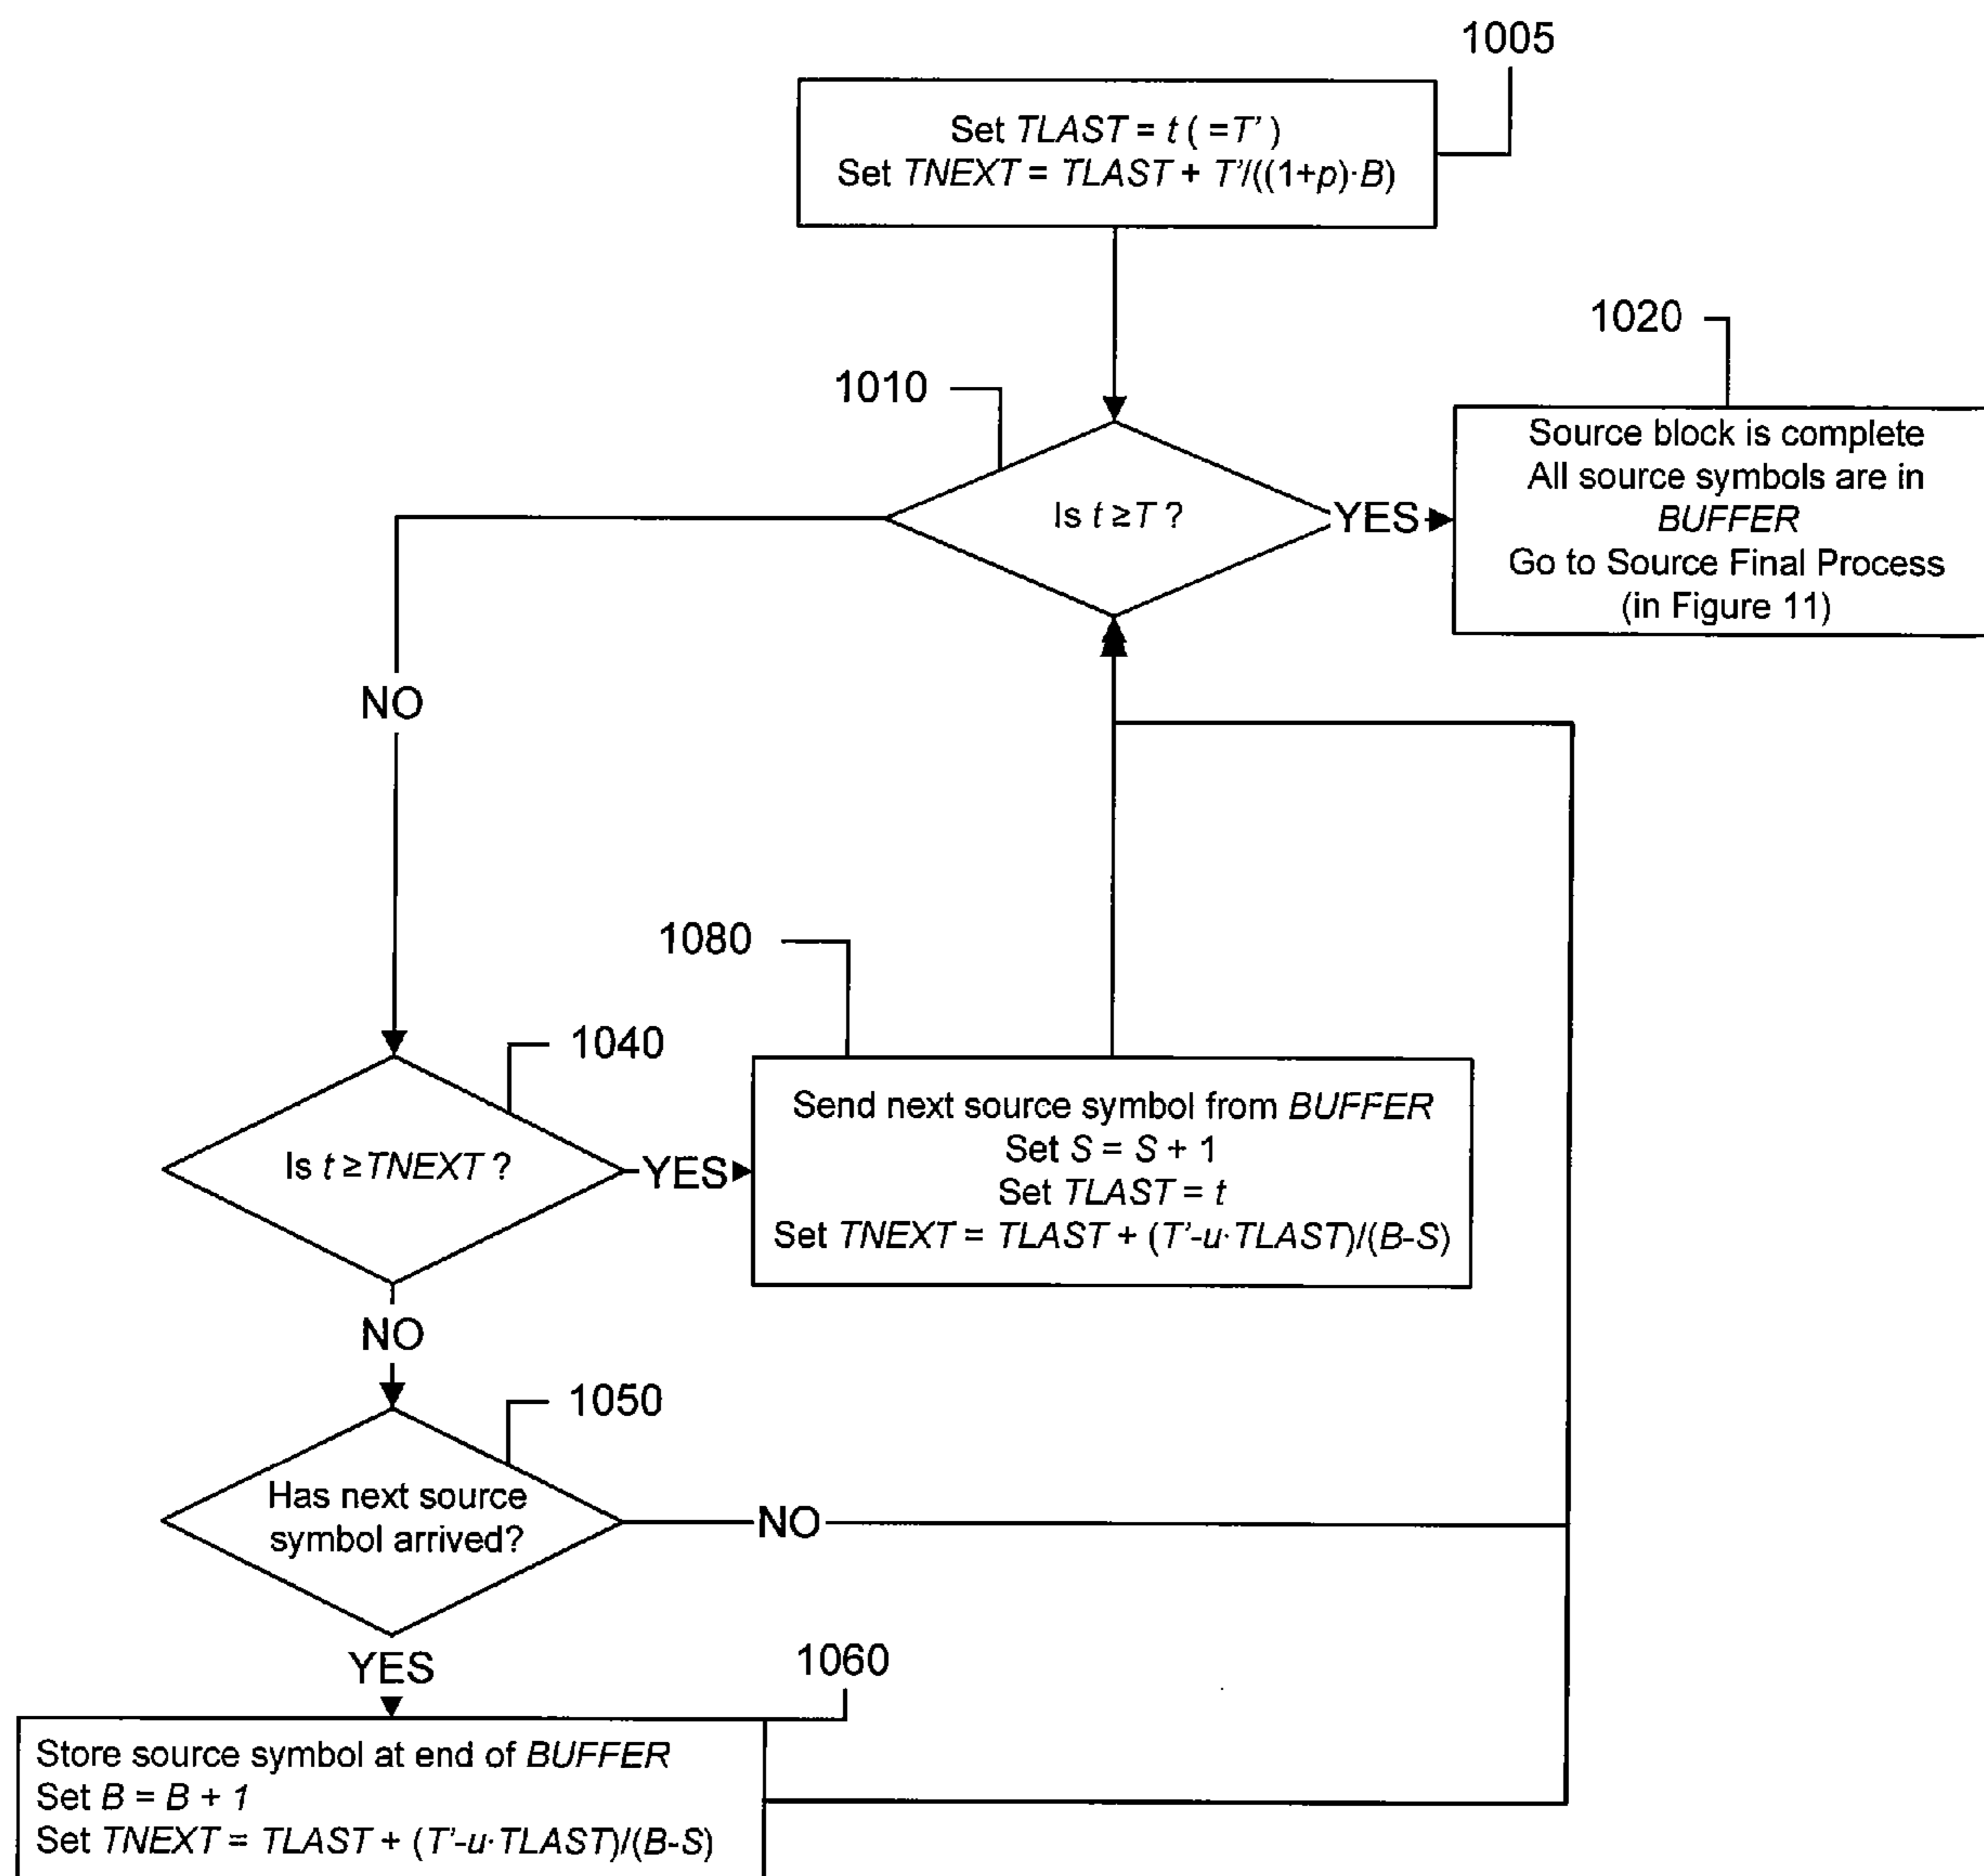 1005
Set TLAST = t ( =T' )
Set TNEXT = TLAST + T'/((1+p)·B)
1020
1010
Source block is complete
All source symbols are in
BUFFER
Go to Source Final Process
(in Figure 11)
Is t ≥T ?
YES
NO
1080
1040
Send next source symbol from BUFFER
Set S = S + 1
Set TLAST = t
Set TNEXT = TLAST + (T'-u·TLAST)/(B-S)
Is t ≥TNEXT ?
YES
NO
1050
Has next source
symbol arrived?
NO
YES
1060
Store source symbol at end of BUFFER
Set B = B + 1
Set TNEXT = TLAST + (T'-u·TLAST)/(B-S)